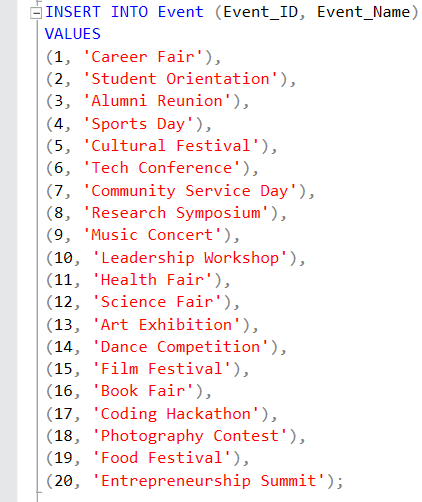 INSERT INTO Event (Event_ID, Event_Name)
VALUES
(1, 'Career Fair'),
(2, 'Student Orientation'),
(3, 'Alumni Reunion'),
(4, 'Sports Day'),
(5, 'Cultural Festival'),
(6, 'Tech Conference'),
(7, 'Community Service Day'),
(8, 'Research Symposium'),
(9, 'Music Concert'),
(10, 'Leadership Workshop'),
(11, 'Health Fair'),
(12, 'Science Fair'),
(13, 'Art Exhibition'),
(14, 'Dance Competition'),
(15, 'Film Festival'),
(16, 'Book Fair'),
(17, 'Coding Hackathon'),
(18, 'Photography Contest'),
(19, 'Food Festival'),
(20, 'Entrepreneurship Summit');